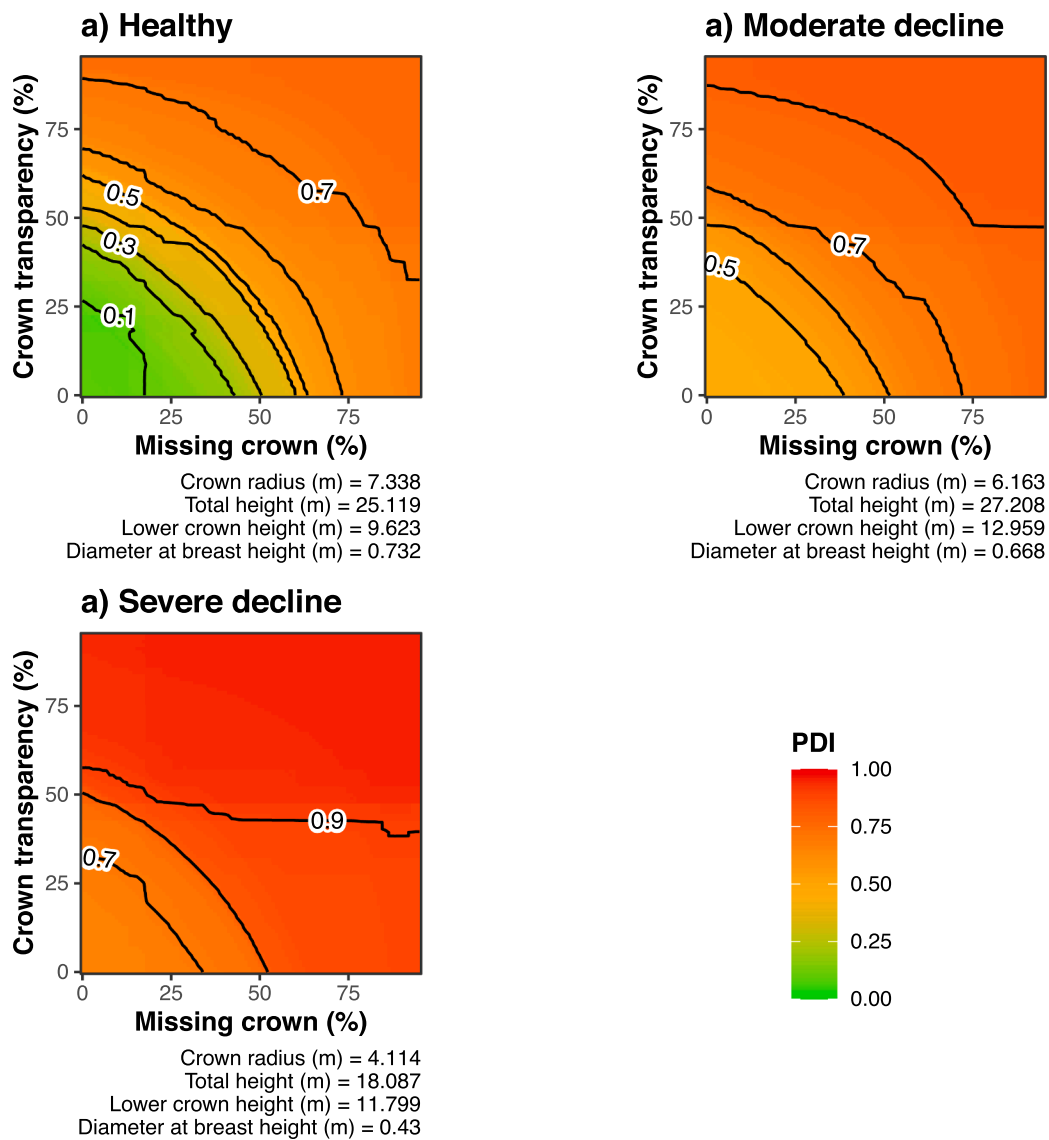 a) Healthy
Crown transparency (%)
75
50
25
0
0.7
0.5
0.3
0.1
0 25 50 75
Missing crown (%)
Crown radius (m) = 7.338
Total height (m) = 25.119
Lower crown height (m) = 9.623
Diameter at breast height (m) = 0.732
a) Moderate decline
Crown transparency (%)
75
50
25
0
0.7
0.5
0 25 50 75
Missing crown (%)
Crown radius (m) = 6.163
Total height (m) = 27.208
Lower crown height (m) = 12.959
Diameter at breast height (m) = 0.668
a) Severe decline
Crown transparency (%)
75
50
25
0
0.9
0.7
0 25 50 75
Missing crown (%)
Crown radius (m) = 4.114
Total height (m) = 18.087
Lower crown height (m) = 11.799
Diameter at breast height (m) = 0.43
PDI
1.00
0.75
0.50
0.25
0.00